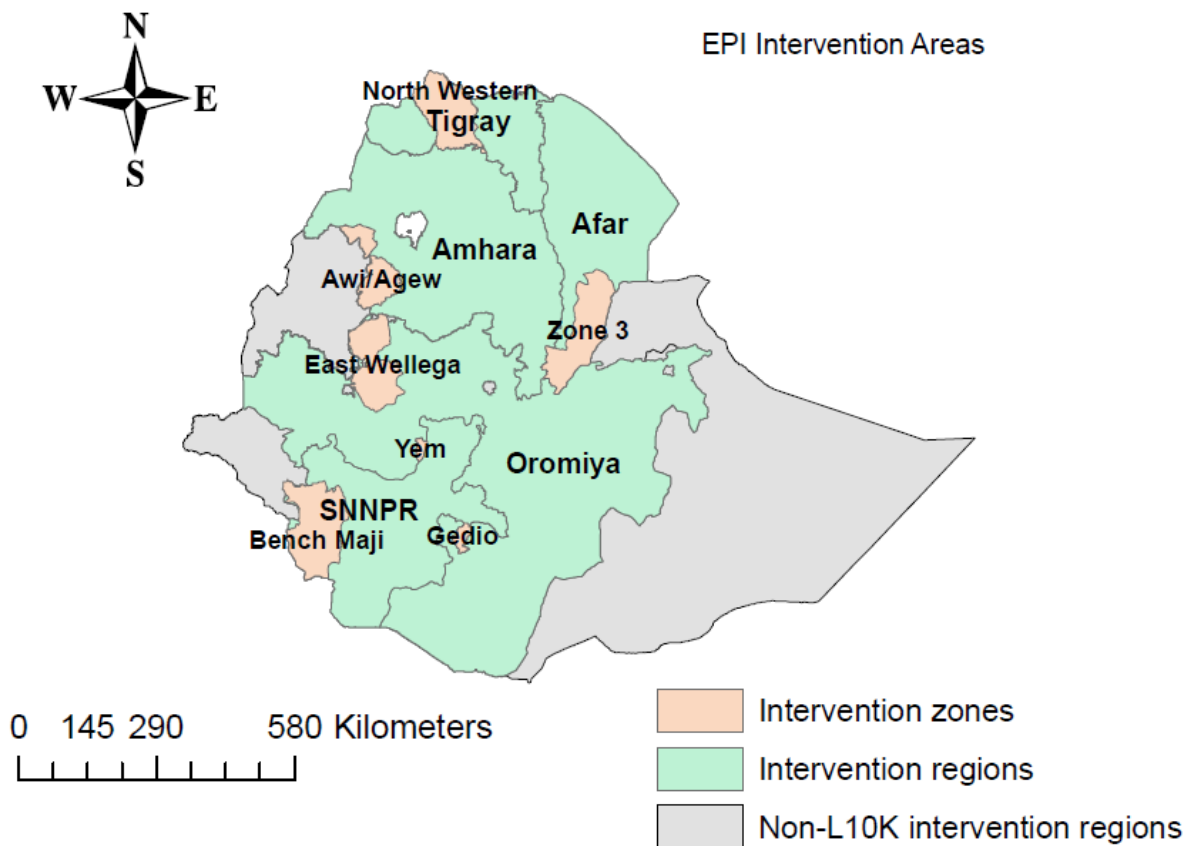 N
W E
S
EPI Intervention Areas
North Western
Tigray
Afar
Amhara
Awi/Agew
Zone 3
East Wellega
Yem
Oromiya
SNNPR
Bench Maji
Gedio
0 145 290 580 Kilometers
Intervention zones
Intervention regions
Non-L10K intervention regions